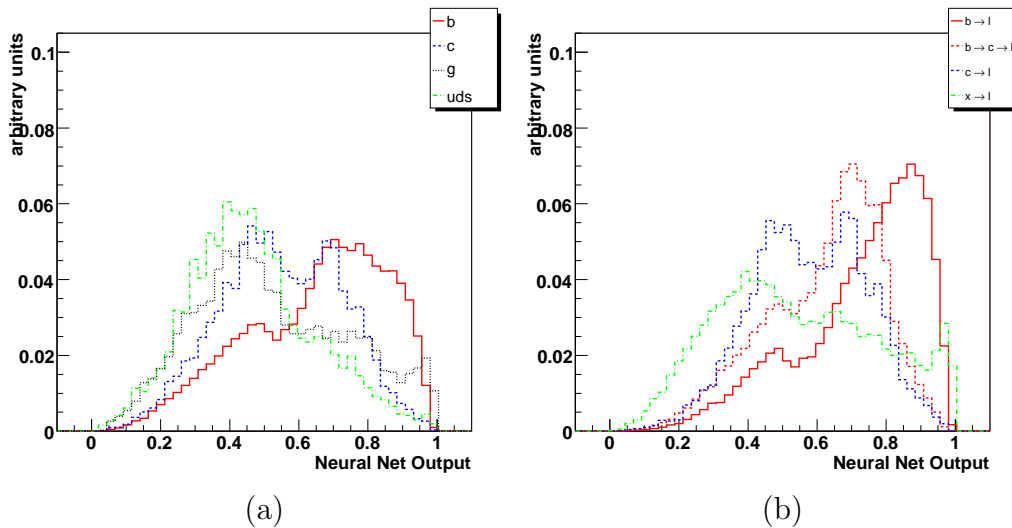 arbitrary units
0.1
0.08
0.06
0.04
0.02
0
0 0.2 0.4 0.6 0.8 1
Neural Net Output
b
c
g
uds
(a)
arbitrary units
0.1
0.08
0.06
0.04
0.02
0
0 0.2 0.4 0.6 0.8 1
Neural Net Output
b → l
b → c → l
c → l
x → l
(b)